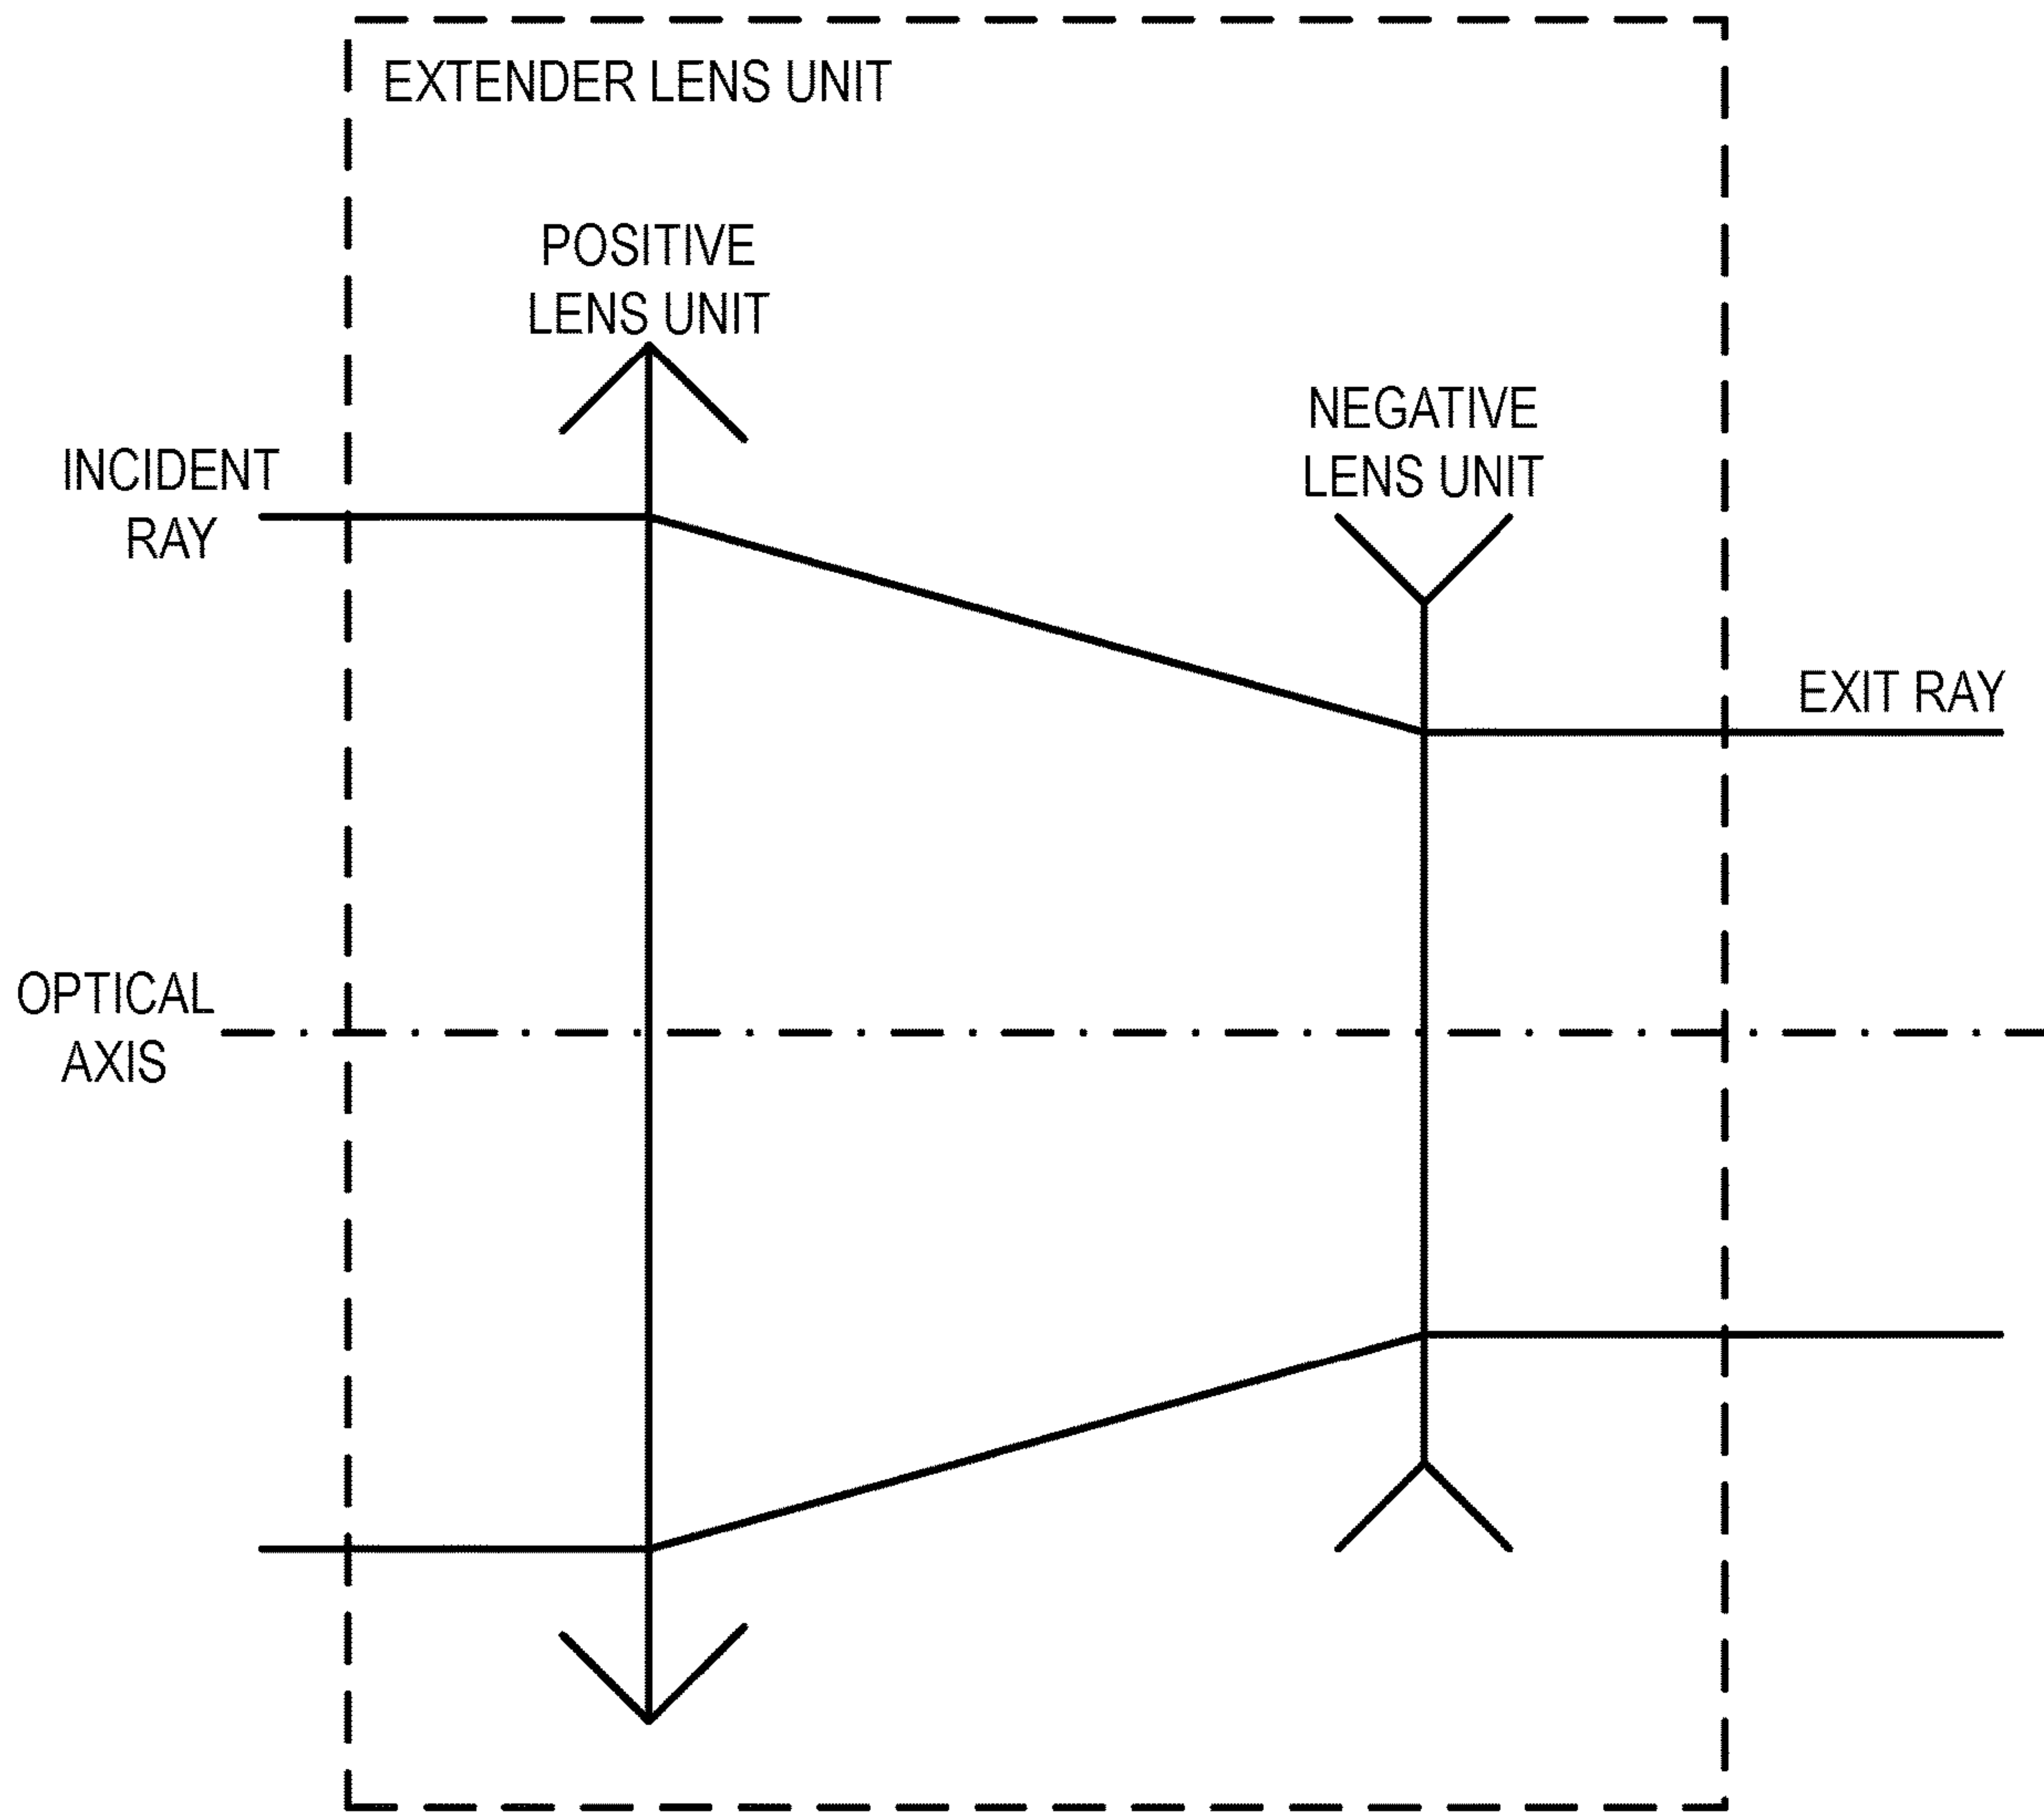 EXTENDER LENS UNIT
POSITIVE
LENS UNIT
NEGATIVE
LENS UNIT
INCIDENT
RAY
EXIT RAY
OPTICAL
AXIS